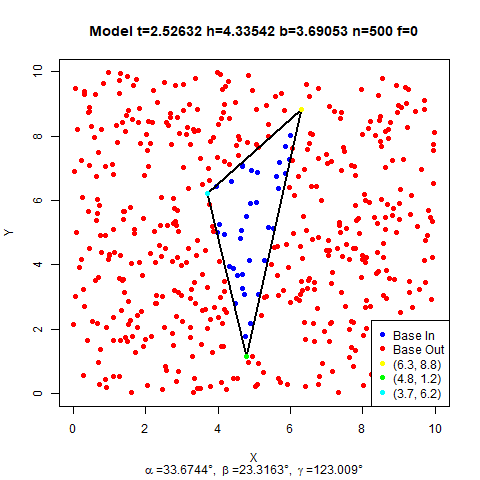 Model t=2.52632 h=4.33542 b=3.69053 n=500 f=0
10
8
6
4
2
0
Y
Base In
Base Out
(6.3, 8.8)
(4.8, 1.2)
(3.7, 6.2)
0 2 4 6 8 10
X
α=33.6744°, β=23.3163°, γ=123.009°